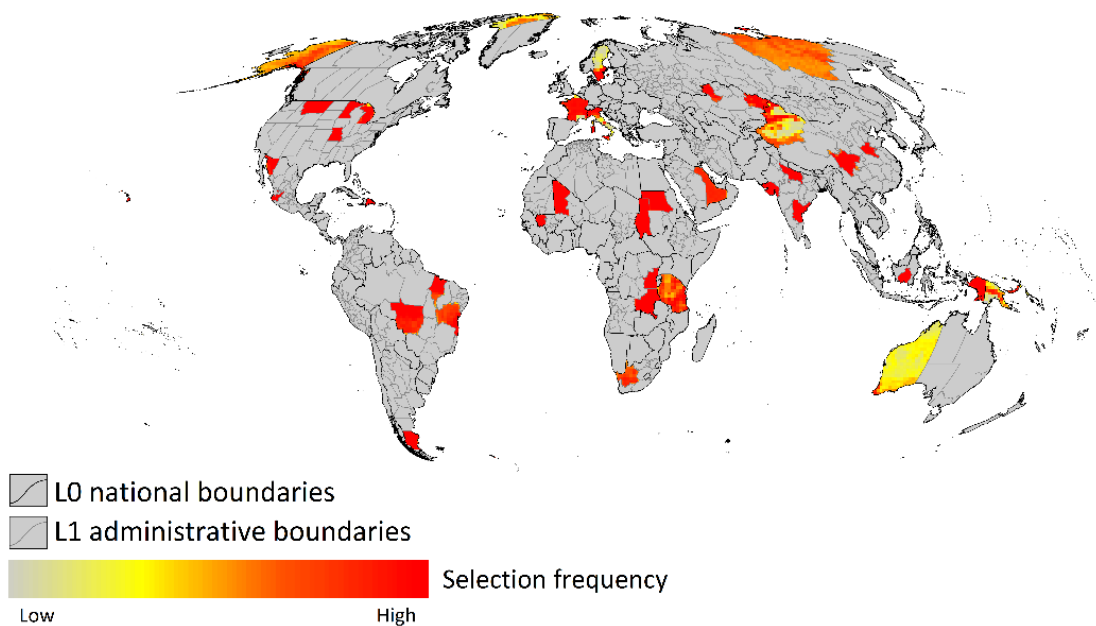 L0 national boundaries
L1 administrative boundaries
Selection frequency
Low
High